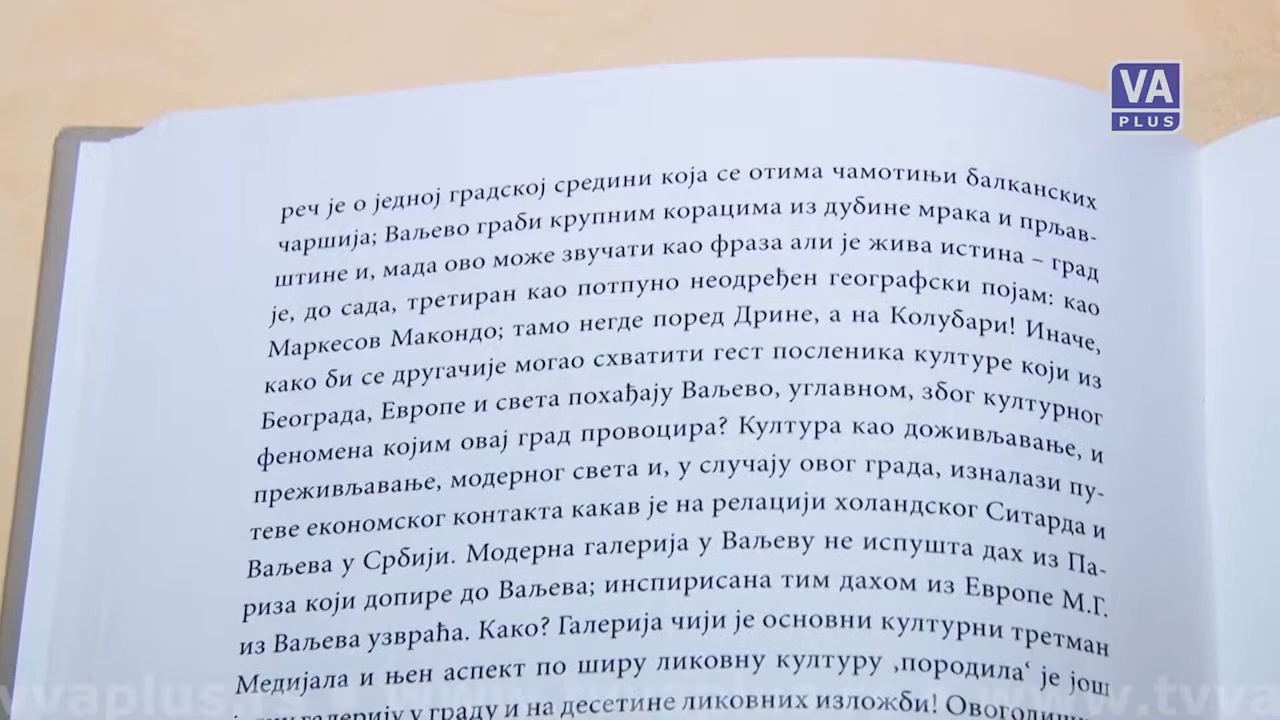 VA
PLUS
реч је о једној градској средини која се отима чамотињи балканских
чаршија; Ваљево граби крупним корацима из дубине мрака и прљав-
штине и, мада ово може звучати као фраза али је жива истина – град
је, до сада, третиран као потпуно неодређен географски појам: као
Маркесов Макондо; тамо негде поред Дрине, а на Колубари! Иначе,
како би се другачије могао схватити гест посленика културе који из
Београда, Европе и света похађају Ваљево, углавном, због културног
феномена којим овај град провоцира? Култура као доживљавање, и
преживљавање, модерног света и, у случају овог града, изналази пу-
теве економског контакта какав је на релацији холандског Ситарда и
Ваљева у Србији. Модерна галерија у Ваљеву не испушта дах из Па-
риза који допире до Ваљева; инспирисана тим дахом из Европе М.Г.
из Ваљева узвраћа. Како? Галерија чији је основни културни третман
Медијала и њен аспект по ширу ликовну културу ‚породила‘ је још
галерију у граду и на десетине ликовних изложби!